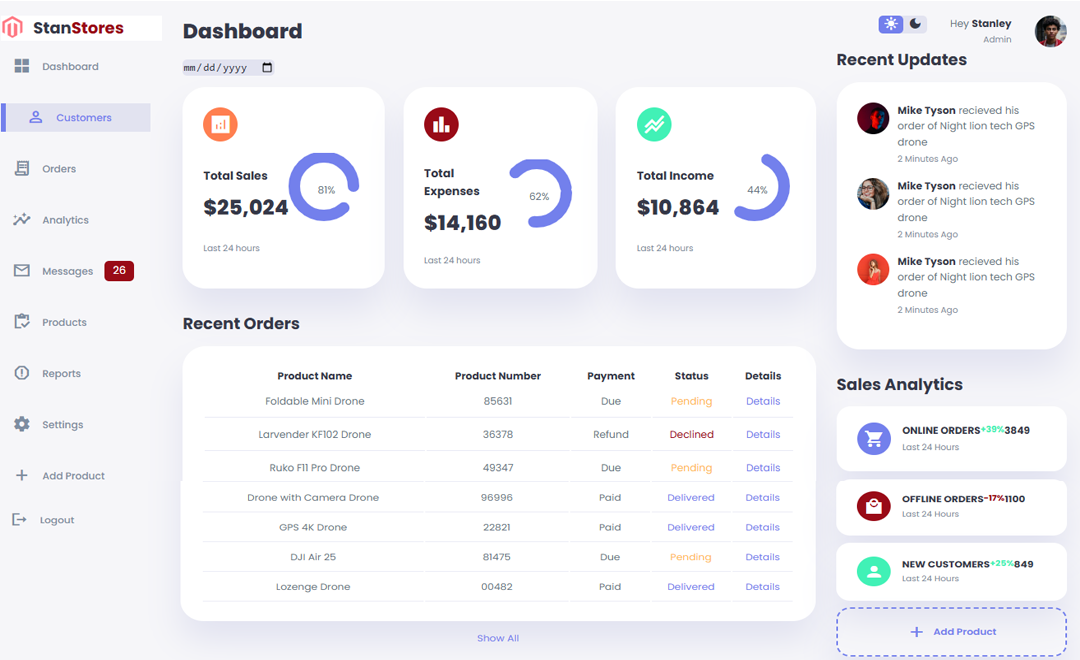 StanStores
Dashboard
Customers
Orders
Analytics
Messages 26
Products
Reports
Settings
Add Product
Logout
Dashboard
mm/dd/yyyy
Total Sales
$25,024
81%
Last 24 hours
Total
Expenses
$14,160
62%
Last 24 hours
Total Income
$10,864
44%
Last 24 hours
Recent Orders
Product Name Product Number Payment Status Details
Foldable Mini Drone 85631 Due Pending Details
Larvender KF102 Drone 36378 Refund Declined Details
Ruko F11 Pro Drone 49347 Due Pending Details
Drone with Camera Drone 96996 Paid Delivered Details
GPS 4K Drone 22821 Paid Delivered Details
DJI Air 25 81475 Due Pending Details
Lozenge Drone 00482 Paid Delivered Details
Show All
Hey Stanley
Admin
Recent Updates
Mike Tyson recieved his
order of Night lion tech GPS
drone
2 Minutes Ago
Mike Tyson recieved his
order of Night lion tech GPS
drone
2 Minutes Ago
Mike Tyson recieved his
order of Night lion tech GPS
drone
2 Minutes Ago
Sales Analytics
ONLINE ORDERS+39%3849
Last 24 Hours
OFFLINE ORDERS-17%1100
Last 24 Hours
NEW CUSTOMERS+25%849
Last 24 Hours
Add Product